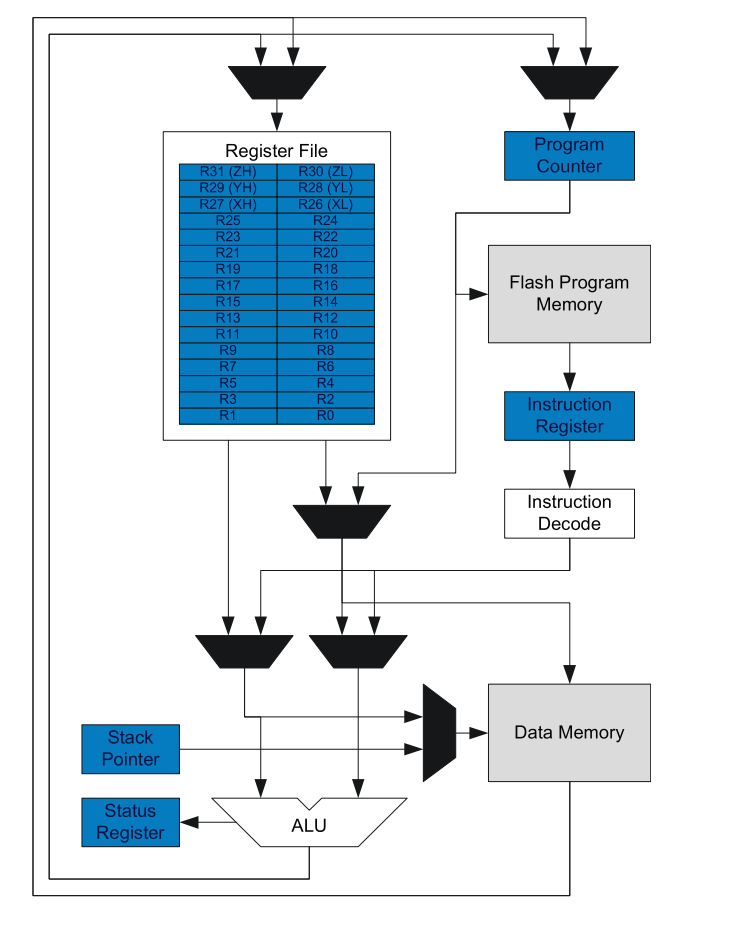 Register File
R31 (ZH) R30 (ZL)
R29 (YH) R28 (YL)
R27 (XH) R26 (XL)
R25 R24
R23 R22
R21 R20
R19 R18
R17 R16
R15 R14
R13 R12
R11 R10
R9 R8
R7 R6
R5 R4
R3 R2
R1 R0
Program
Counter
Flash Program
Memory
Instruction
Register
Instruction
Decode
Stack
Pointer
Data Memory
Status
Register
ALU